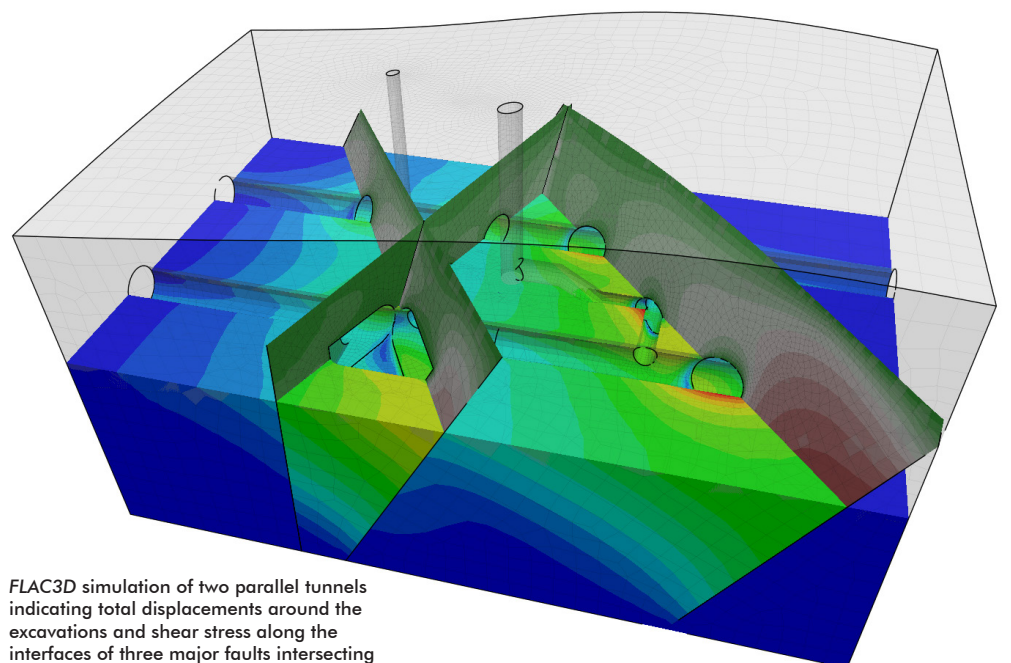 FLAC3D simulation of two parallel tunnels
indicating total displacements around the
excavations and shear stress along the
interfaces of three major faults intersecting